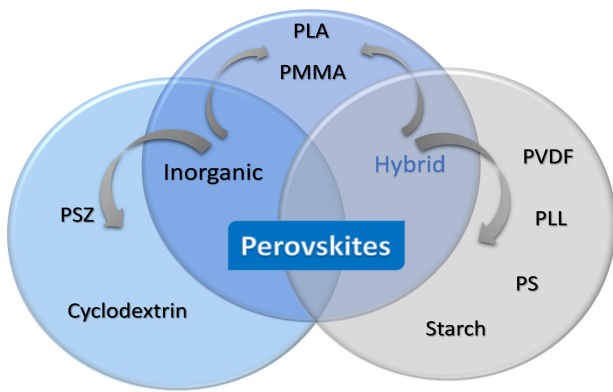 PLA
PMMA
Inorganic
Hybrid
PVDF
PSZ
PLL
Perovskites
PS
Cyclodextrin
Starch